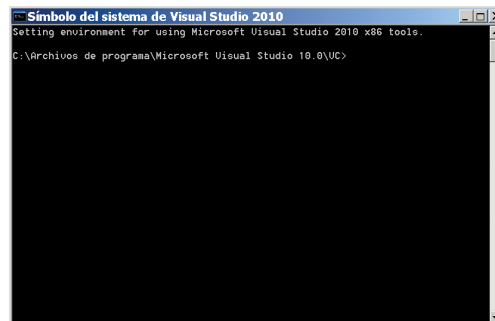 Símbolo del sistema de Visual Studio 2010
Setting environment for using Microsoft Visual Studio 2010 x86 tools.
C:\Archivos de programa\Microsoft Visual Studio 10.0\VC>